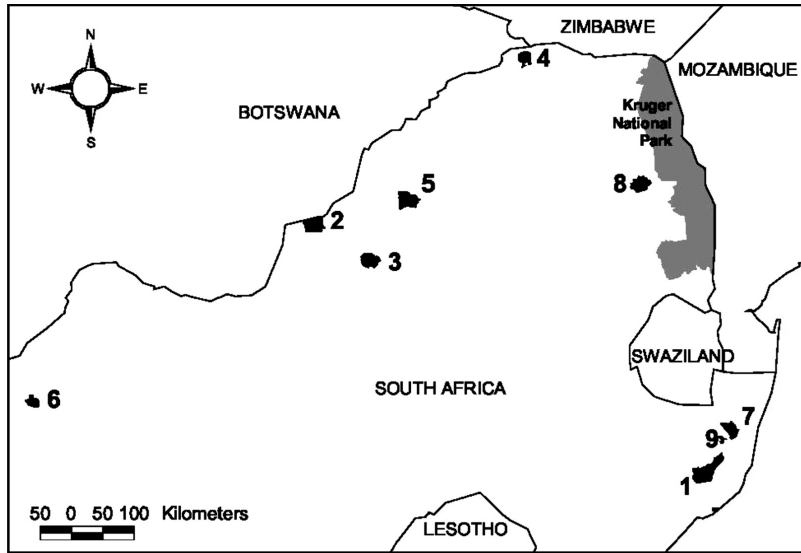 ZIMBABWE
N
4
MOZAMBIQUE
W
E
Kruger
National
Park
BOTSWANA
S
5
8
2
3
SWAZILAND
6
SOUTH AFRICA
7
9
1
50 0 50 100 Kilometers
LESOTHO